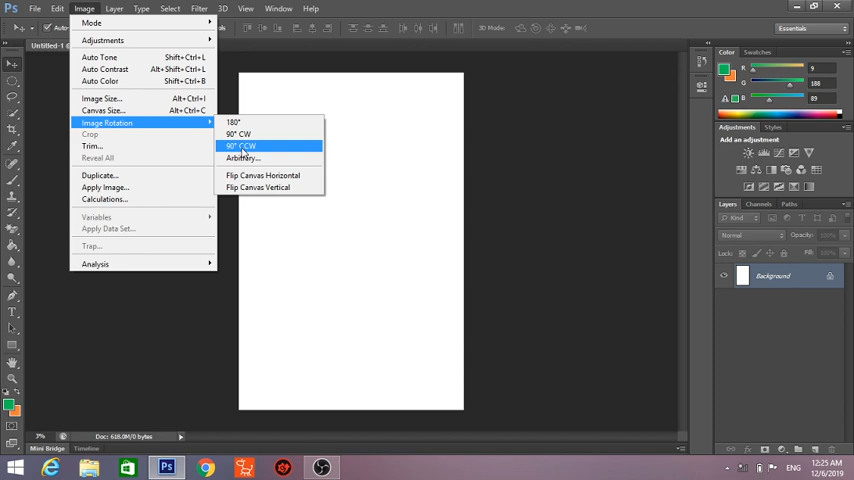 Ps File Edit Image Layer Type Select Filter 3D View Window Help
Auto
3D Mode:
Essentials
Untitled-1 @
Mode
Adjustments
Auto Tone Shift+Ctrl+L
Auto Contrast Alt+Shift+Ctrl+L
Auto Color Shift+Ctrl+B
Image Size... Alt+Ctrl+I
Canvas Size... Alt+Ctrl+C
Image Rotation
Crop
Trim...
Reveal All
Duplicate...
Apply Image...
Calculations...
Variables
Apply Data Set...
Trap...
Analysis
180°
90° CW
90° CCW
Arbitrary...
Flip Canvas Horizontal
Flip Canvas Vertical
Color Swatches
R 9
G 188
B 89
Adjustments Styles
Add an adjustment
Layers Channels Paths
Kind
Normal Opacity:
Lock: Fill:
Background
3% Doc: 618.0M/0 bytes
Mini Bridge Timeline
Ps
ENG
12:25 AM
12/6/2019